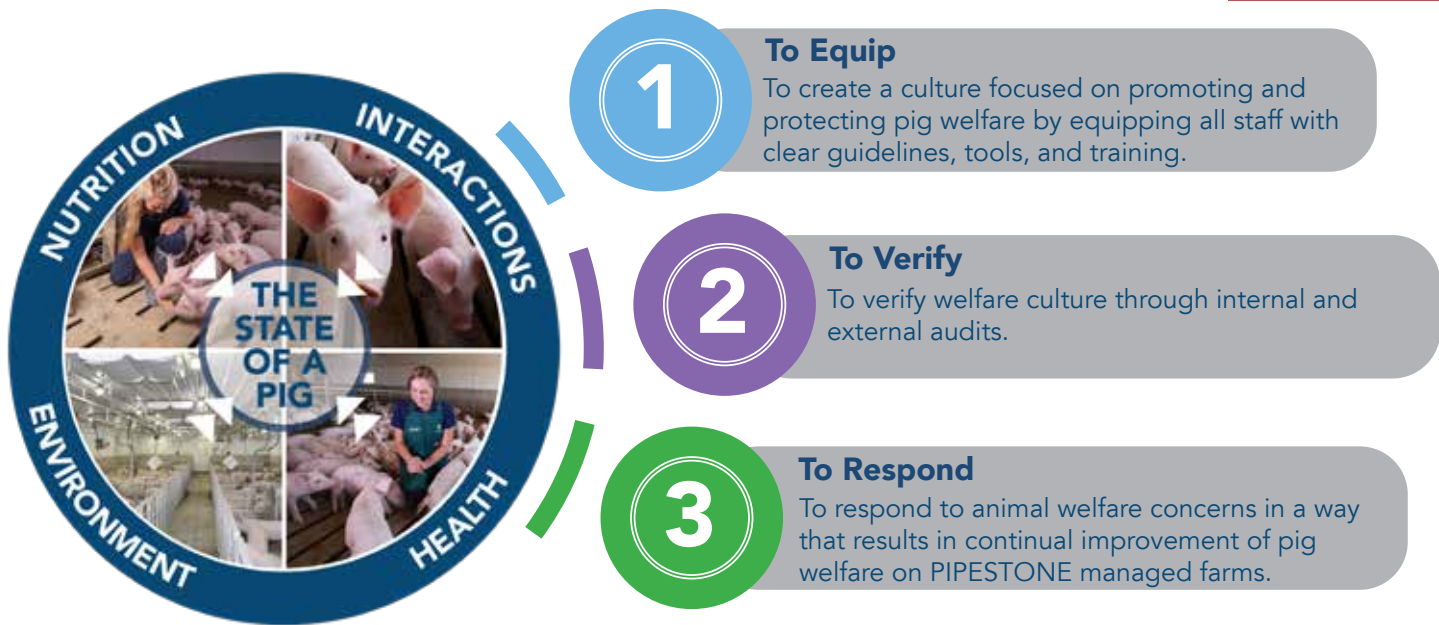 NUTRITION
INTERACTIONS
THE
STATE
OF A
PIG
ENVIRONMENT
HEALTH
1
To Equip
To create a culture focused on promoting and
protecting pig welfare by equipping all staff with
clear guidelines, tools, and training.
2
To Verify
To verify welfare culture through internal and
external audits.
3
To Respond
To respond to animal welfare concerns in a way
that results in continual improvement of pig
welfare on PIPESTONE managed farms.